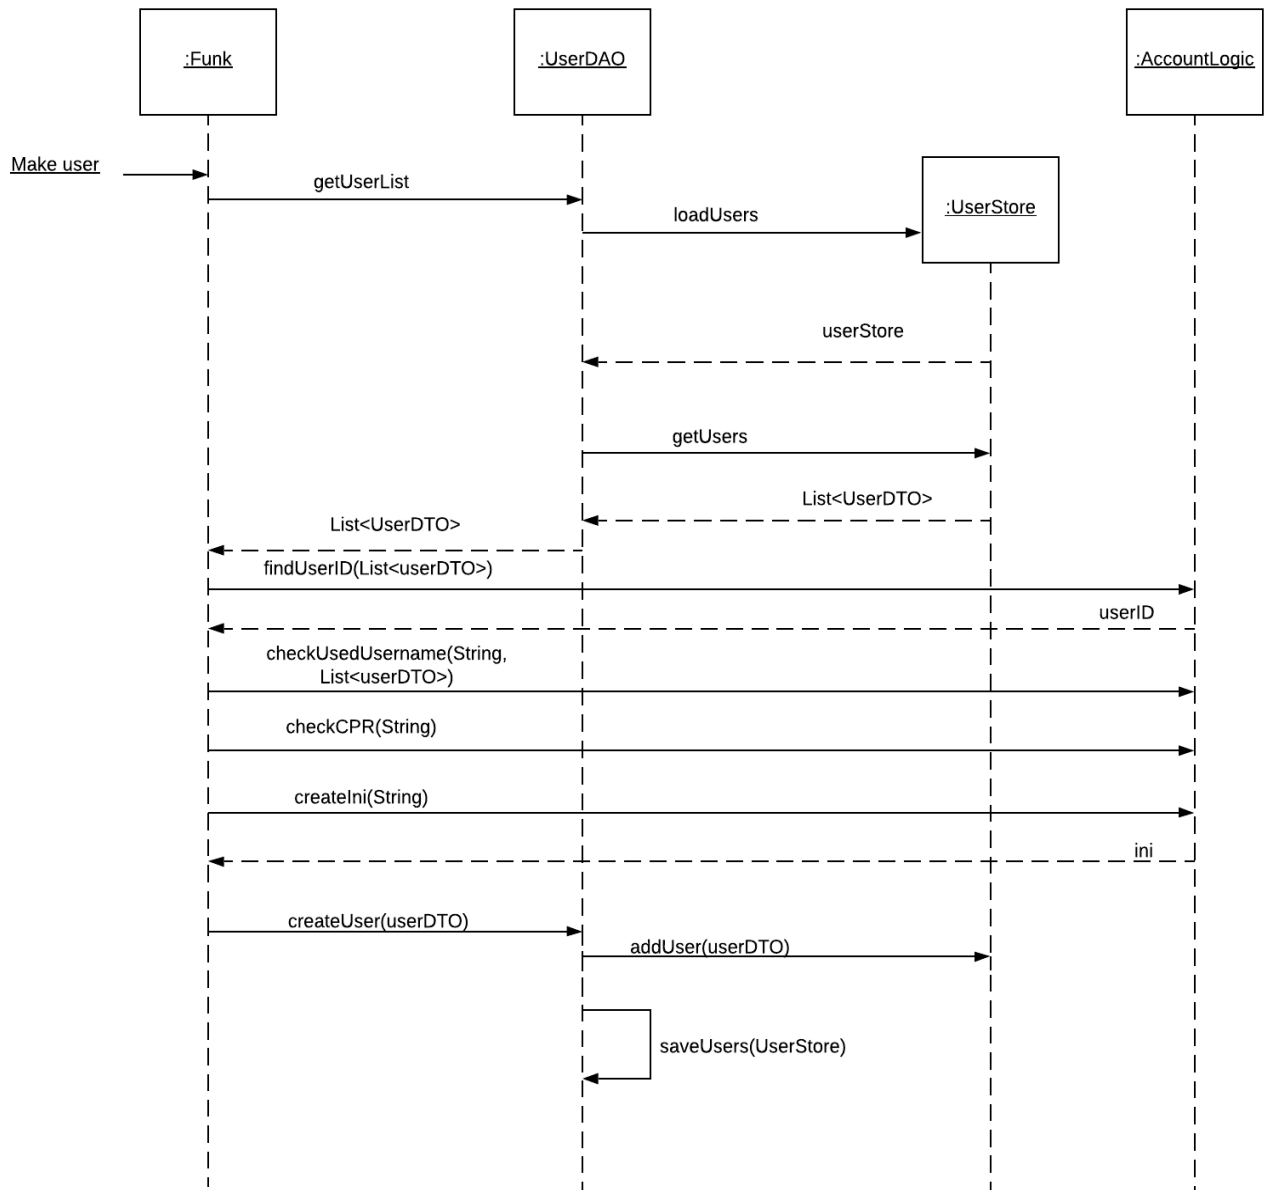 :Funk
:UserDAO
:AccountLogic
Make user
getUserList
:UserStore
loadUsers
userStore
getUsers
List<UserDTO>
List<UserDTO>
findUserID(List<userDTO>)
userID
checkUsedUsername(String,
List<userDTO>)
checkCPR(String)
createIni(String)
ini
createUser(userDTO)
addUser(userDTO)
saveUsers(UserStore)